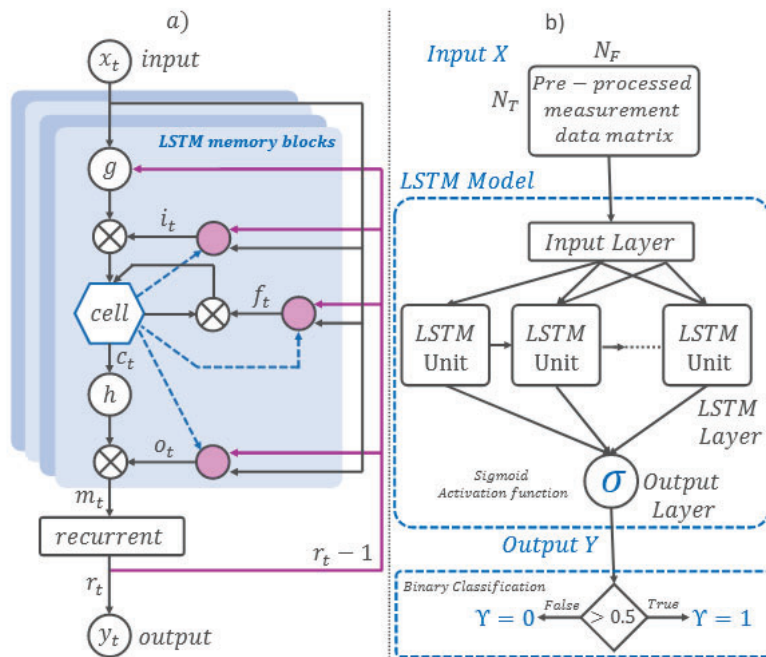 a)
x_t input
LSTM memory blocks
g
i_t
cell
f_t
c_t
h
o_t
m_t
recurrent
r_t − 1
r_t
y_t output
b)
Input X
N_F
N_T
Pre − processed
measurement
data matrix
LSTM Model
Input Layer
LSTM
Unit
LSTM
Unit
LSTM
Unit
LSTM
Layer
Sigmoid
Activation function
σ
Output
Layer
Output Y
Binary Classification
ϒ = 0
False
> 0.5
True
ϒ = 1